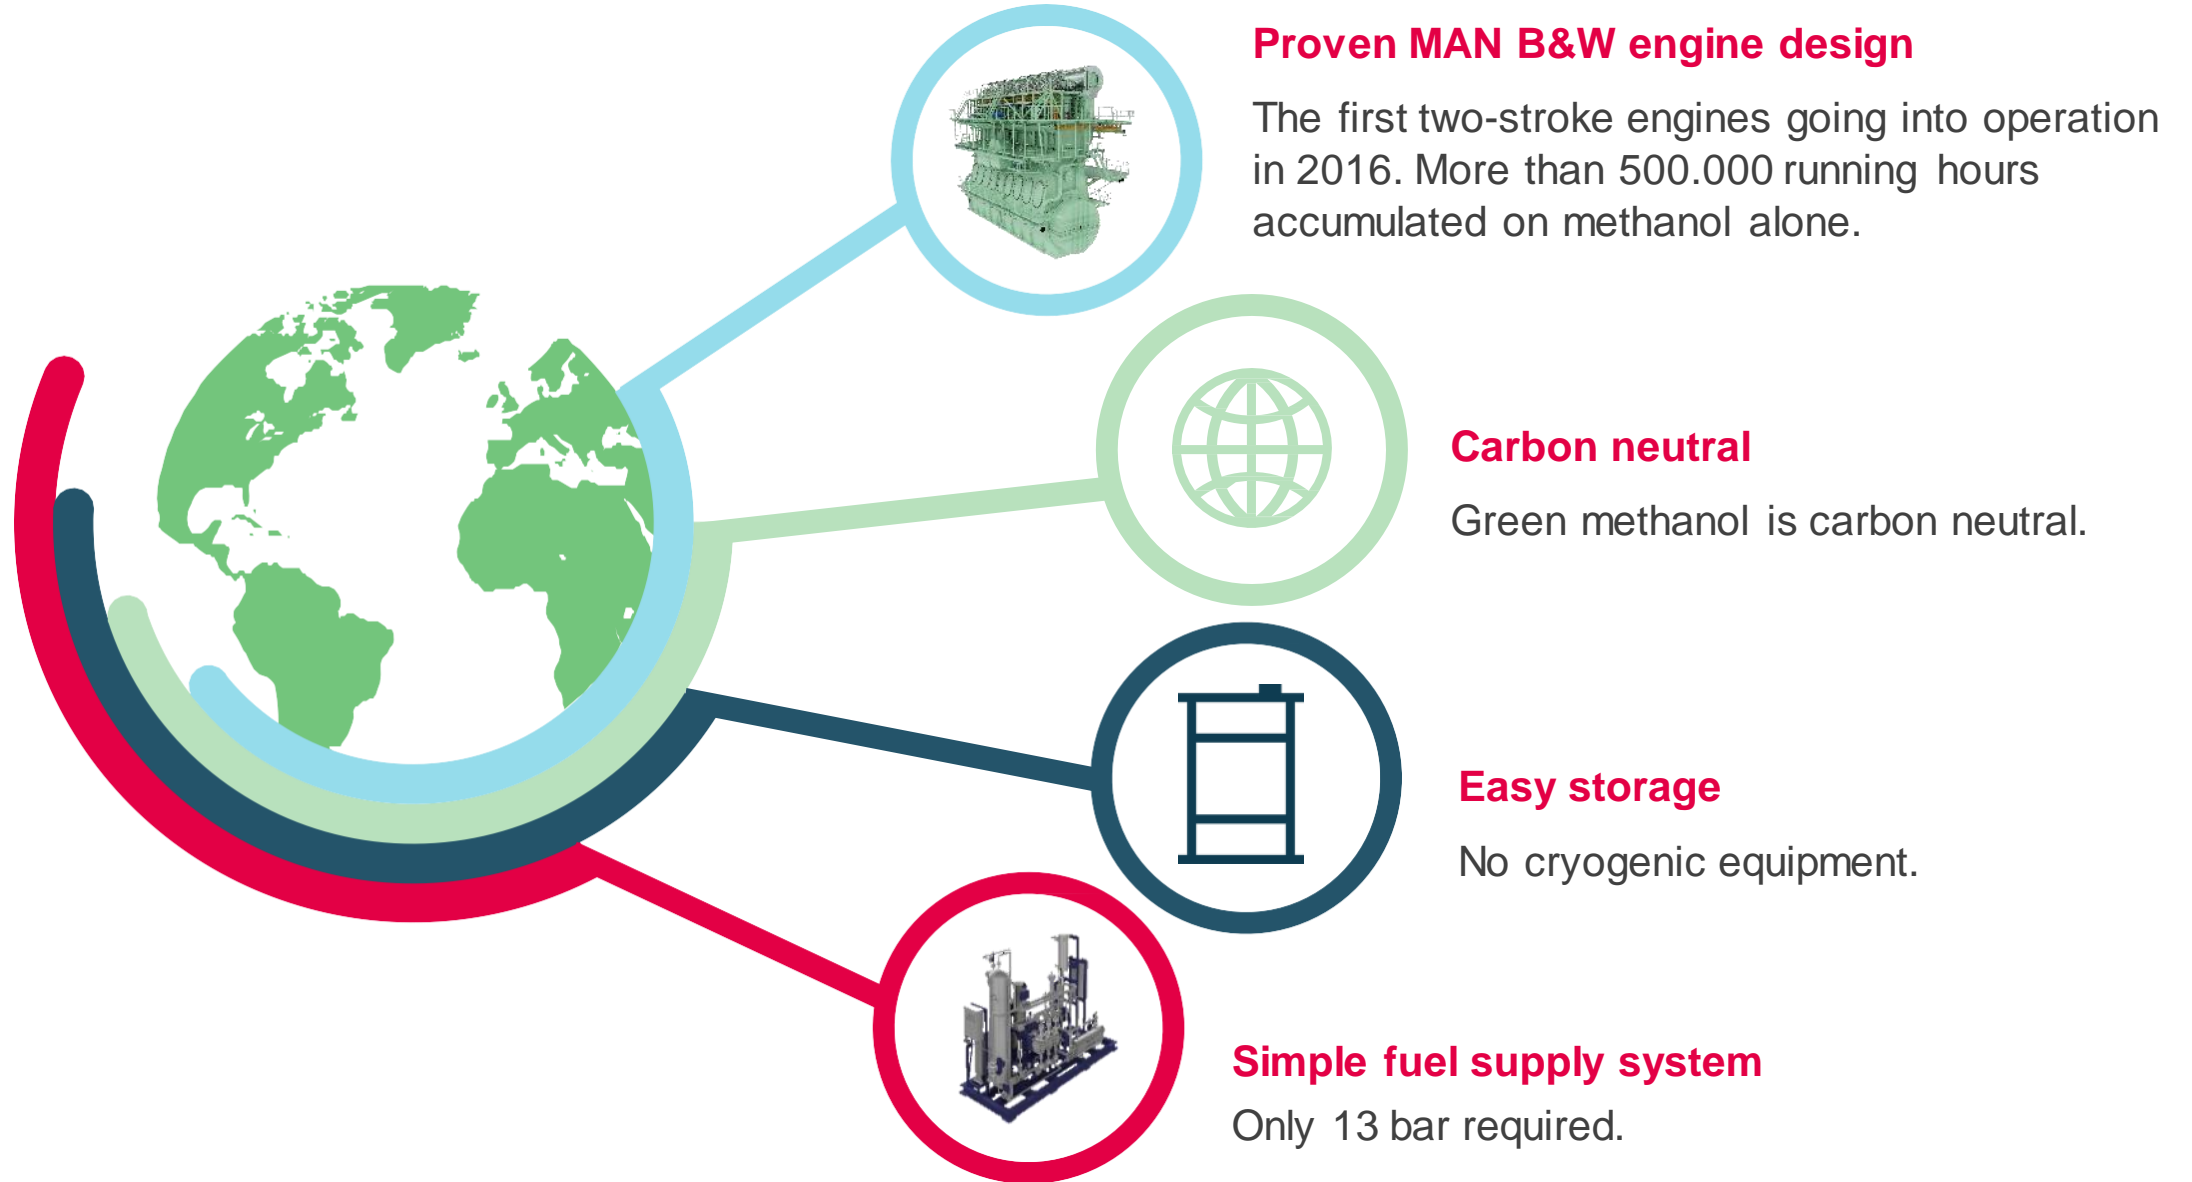 Proven MAN B&W engine design
The first two-stroke engines going into operation
in 2016. More than 500.000 running hours
accumulated on methanol alone.
Carbon neutral
Green methanol is carbon neutral.
Easy storage
No cryogenic equipment.
Simple fuel supply system
Only 13 bar required.